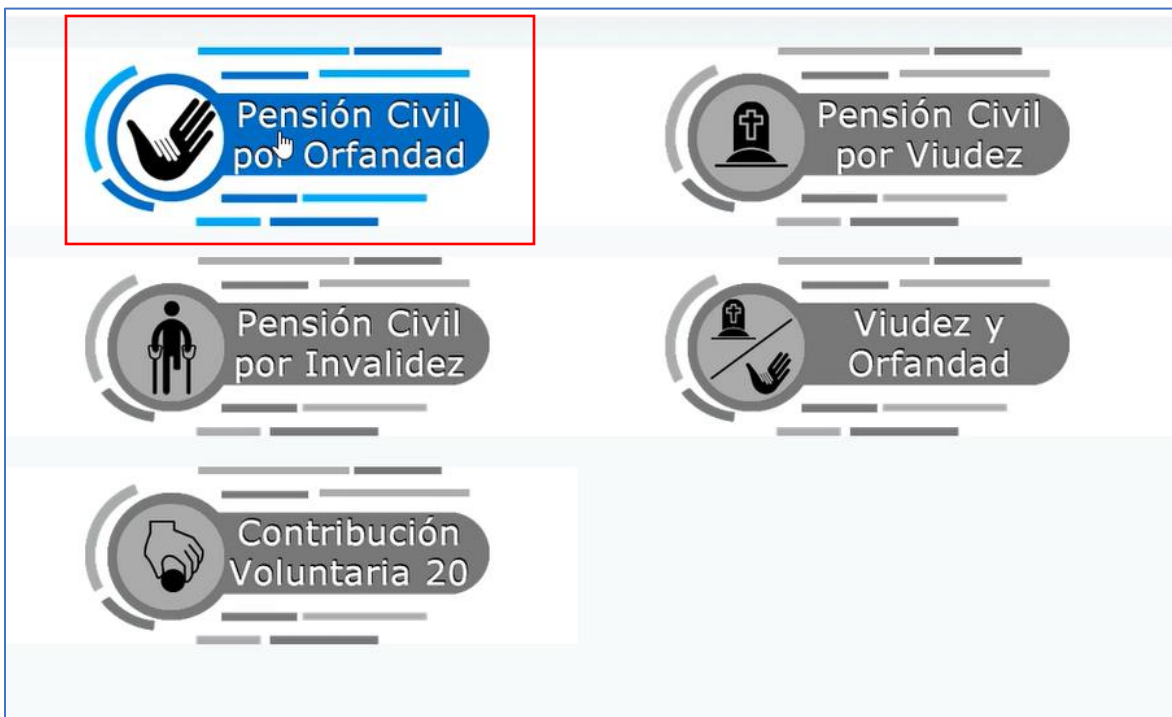 Pensión Civil
por Orfandad
Pensión Civil
por Viudez
Pensión Civil
por Invalidez
Viudez y
Orfandad
Contribución
Voluntaria 20